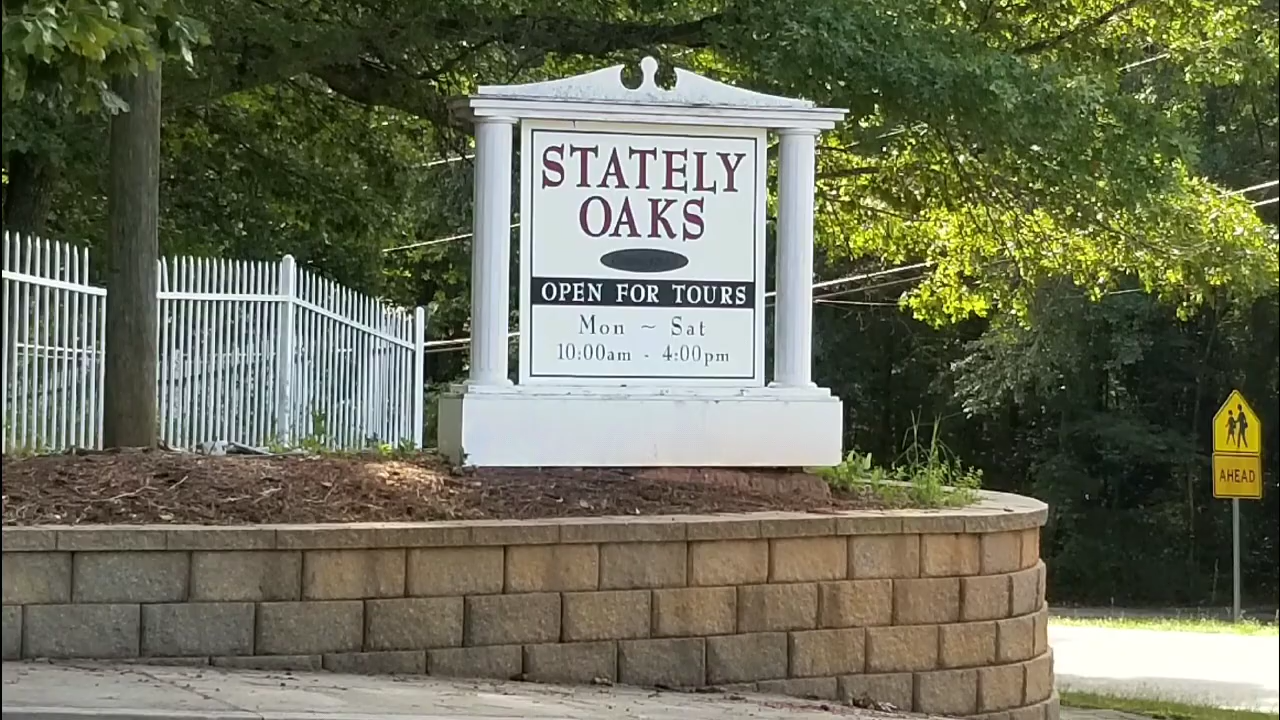 STATELY
OAKS
OPEN FOR TOURS
Mon ~ Sat
10:00am - 4:00pm
AHEAD